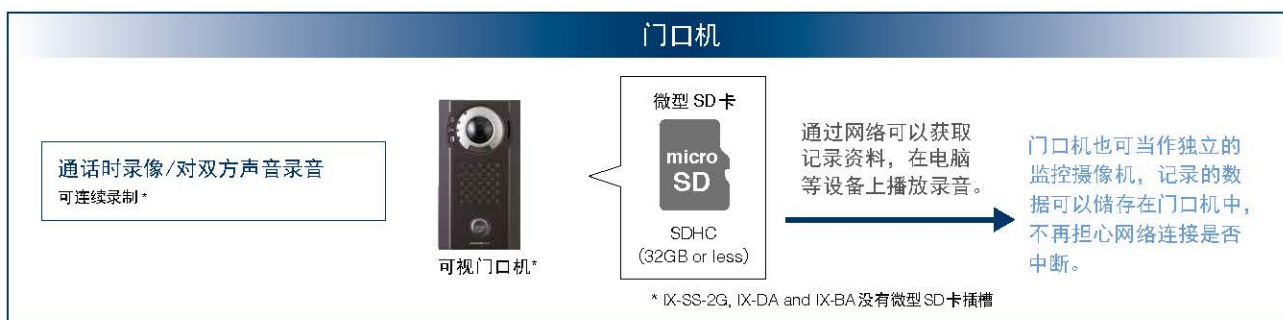 门口机
通话时录像/对双方声音录音
可连续录制*
可视门口机*
微型 SD 卡
micro
SD
SDHC
(32GB or less)
通过网络可以获取
记录资料，在电脑
等设备上播放录音。
门口机也可当作独立的
监控摄像机，记录的数
据可以储存在门口机中，
不再担心网络连接是否
中断。
* IX-SS-2G, IX-DA and IX-BA 没有微型SD卡插槽